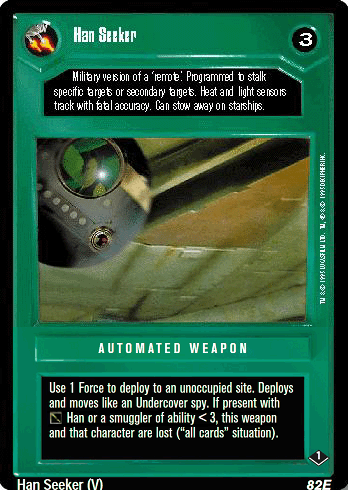 Han Seeker
3
Military version of a 'remote'. Programmed to stalk
specific targets or secondary targets. Heat and light sensors
track with fatal accuracy. Can stow away on starships.
AUTOMATED WEAPON
Use 1 Force to deploy to an unoccupied site. Deploys
and moves like an Undercover spy. If present with
Han or a smuggler of ability < 3, this weapon
and that character are lost ("all cards" situation).
1
Han Seeker (V)
82E